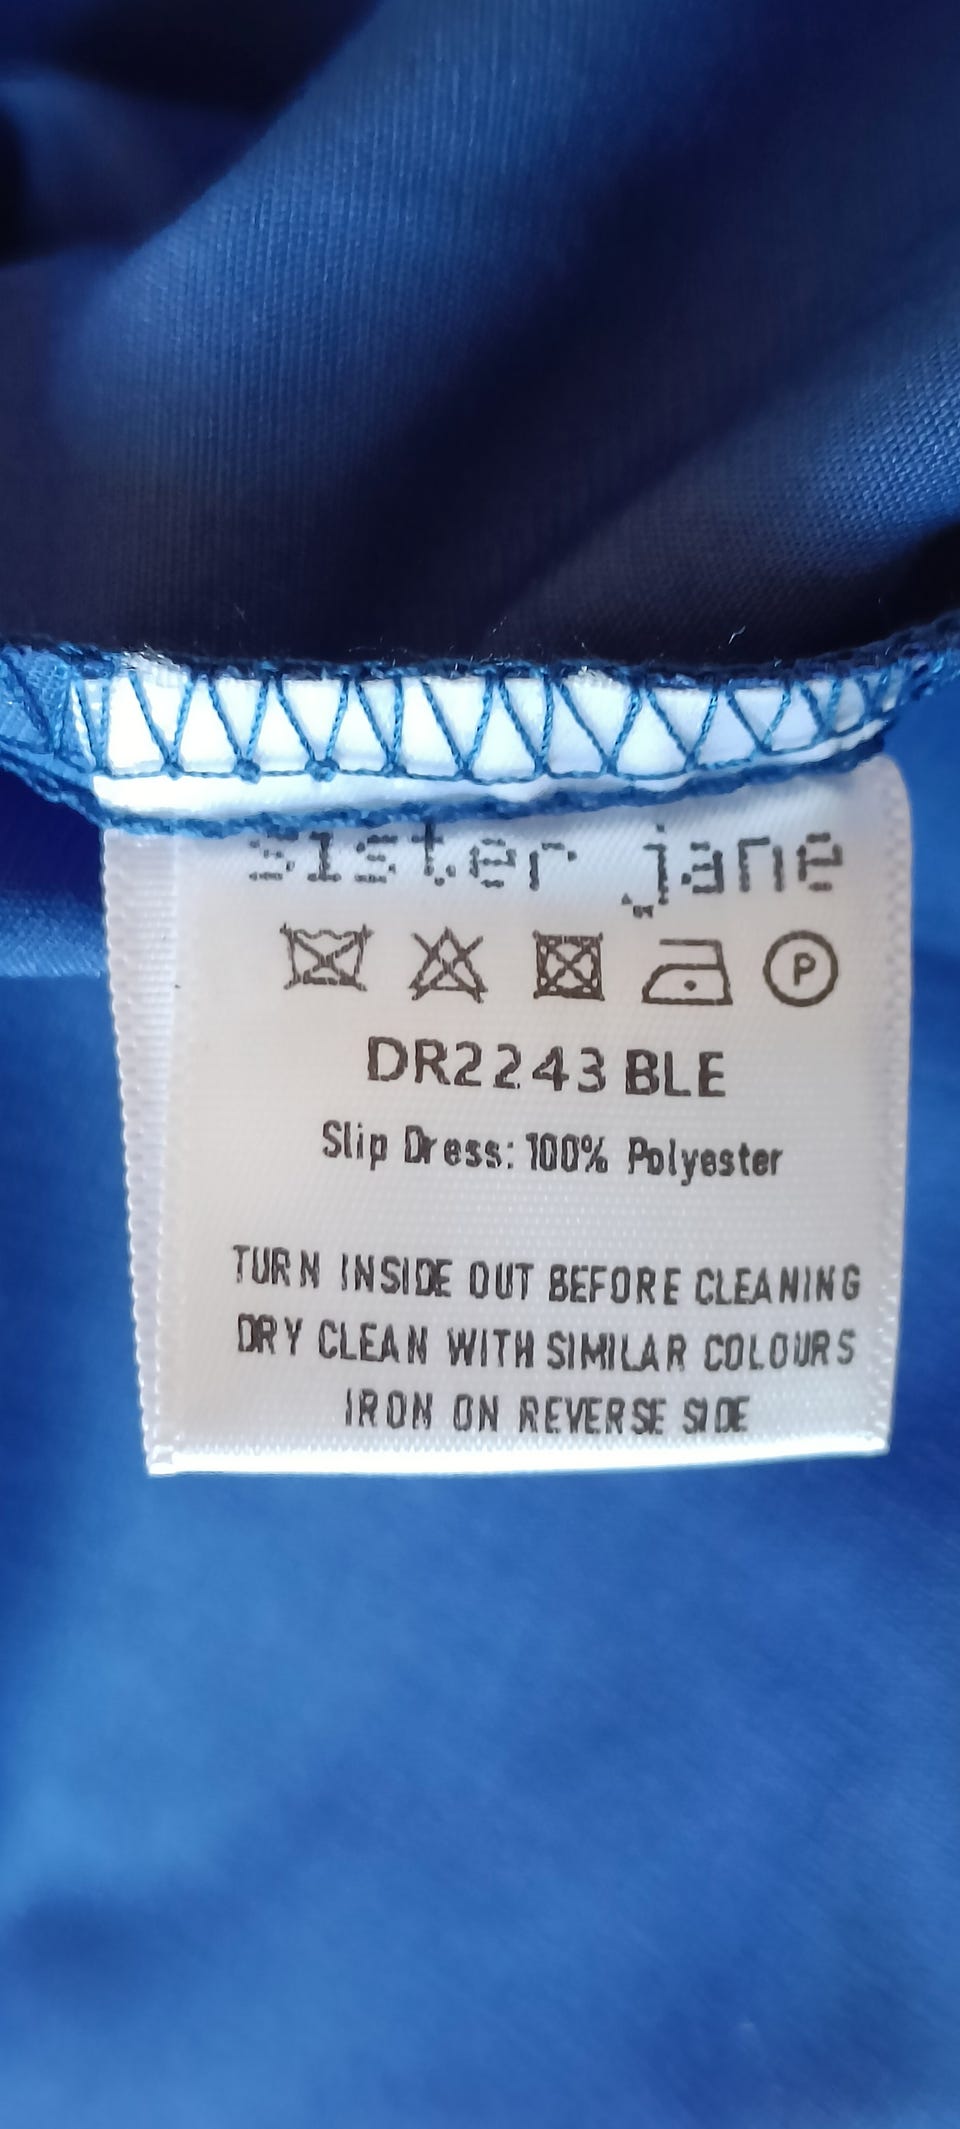 sister jane
P
DR2243 BLE
Slip Dress: 100% Polyester
TURN INSIDE OUT BEFORE CLEANING
DRY CLEAN WITH SIMILAR COLOURS
IRON ON REVERSE SIDE